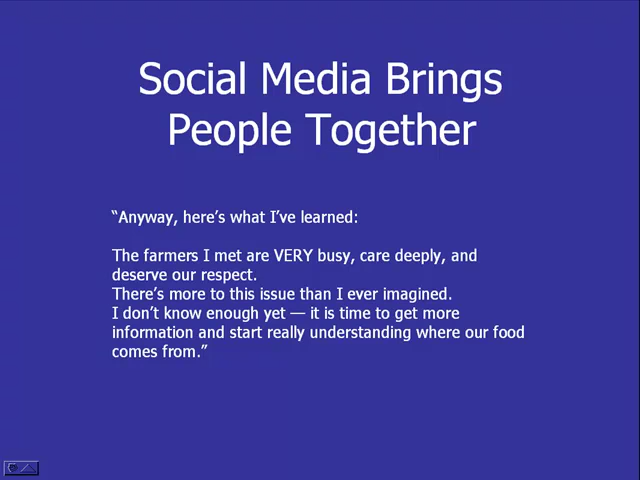 Social Media Brings
People Together
“Anyway, here’s what I’ve learned:
The farmers I met are VERY busy, care deeply, and
deserve our respect.
There’s more to this issue than I ever imagined.
I don’t know enough yet — it is time to get more
information and start really understanding where our food
comes from.”